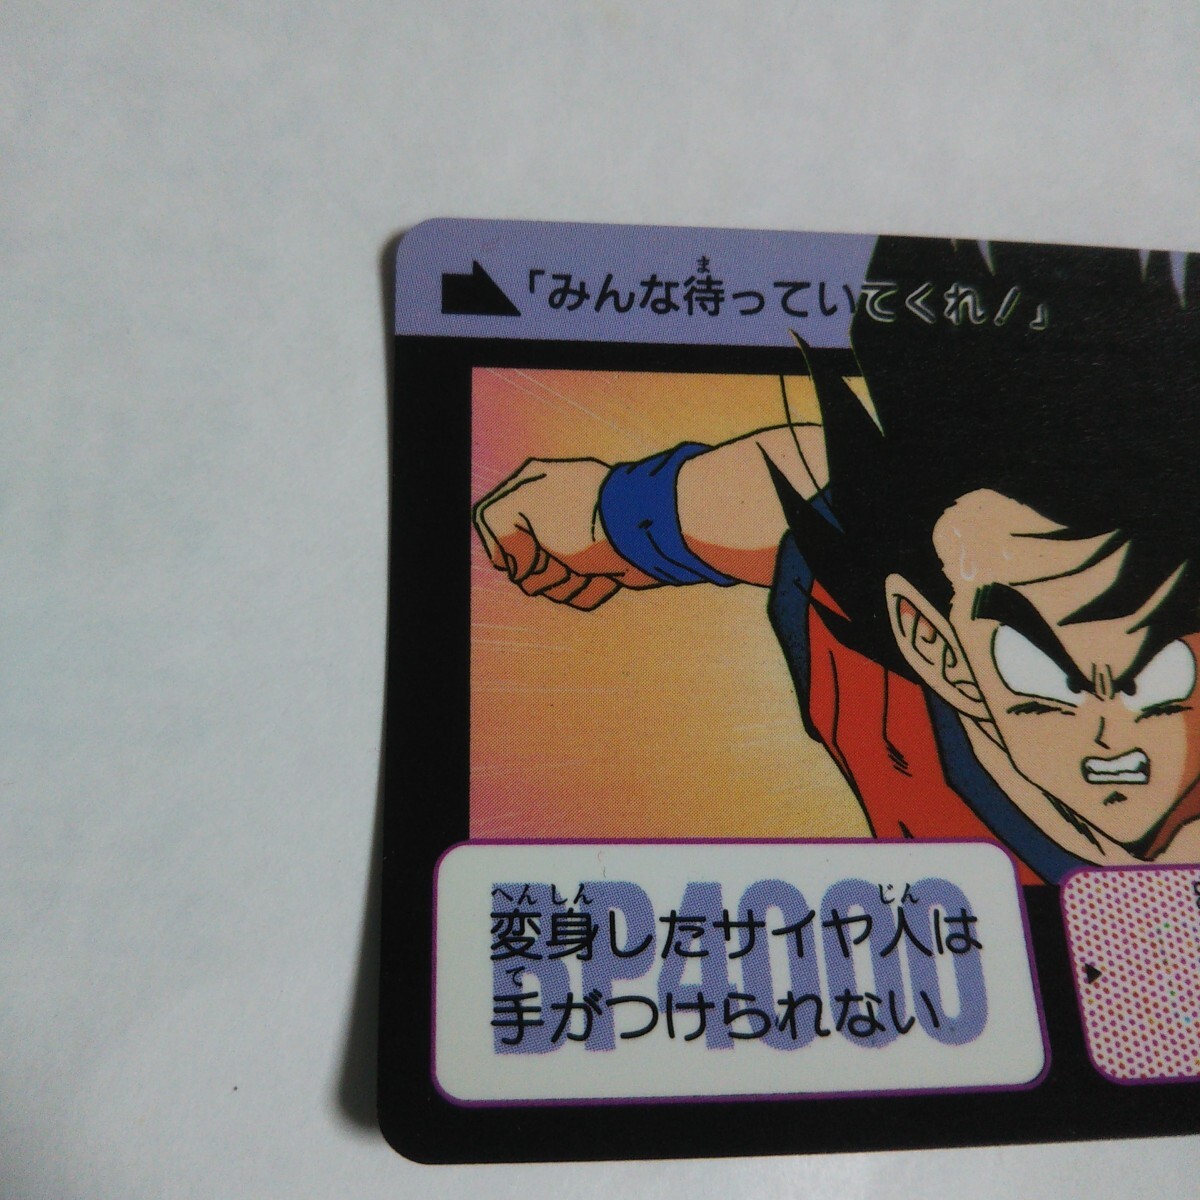 「みんな待っていてくれ!」
BP4000
変身したサイヤ人は
手がつけられない